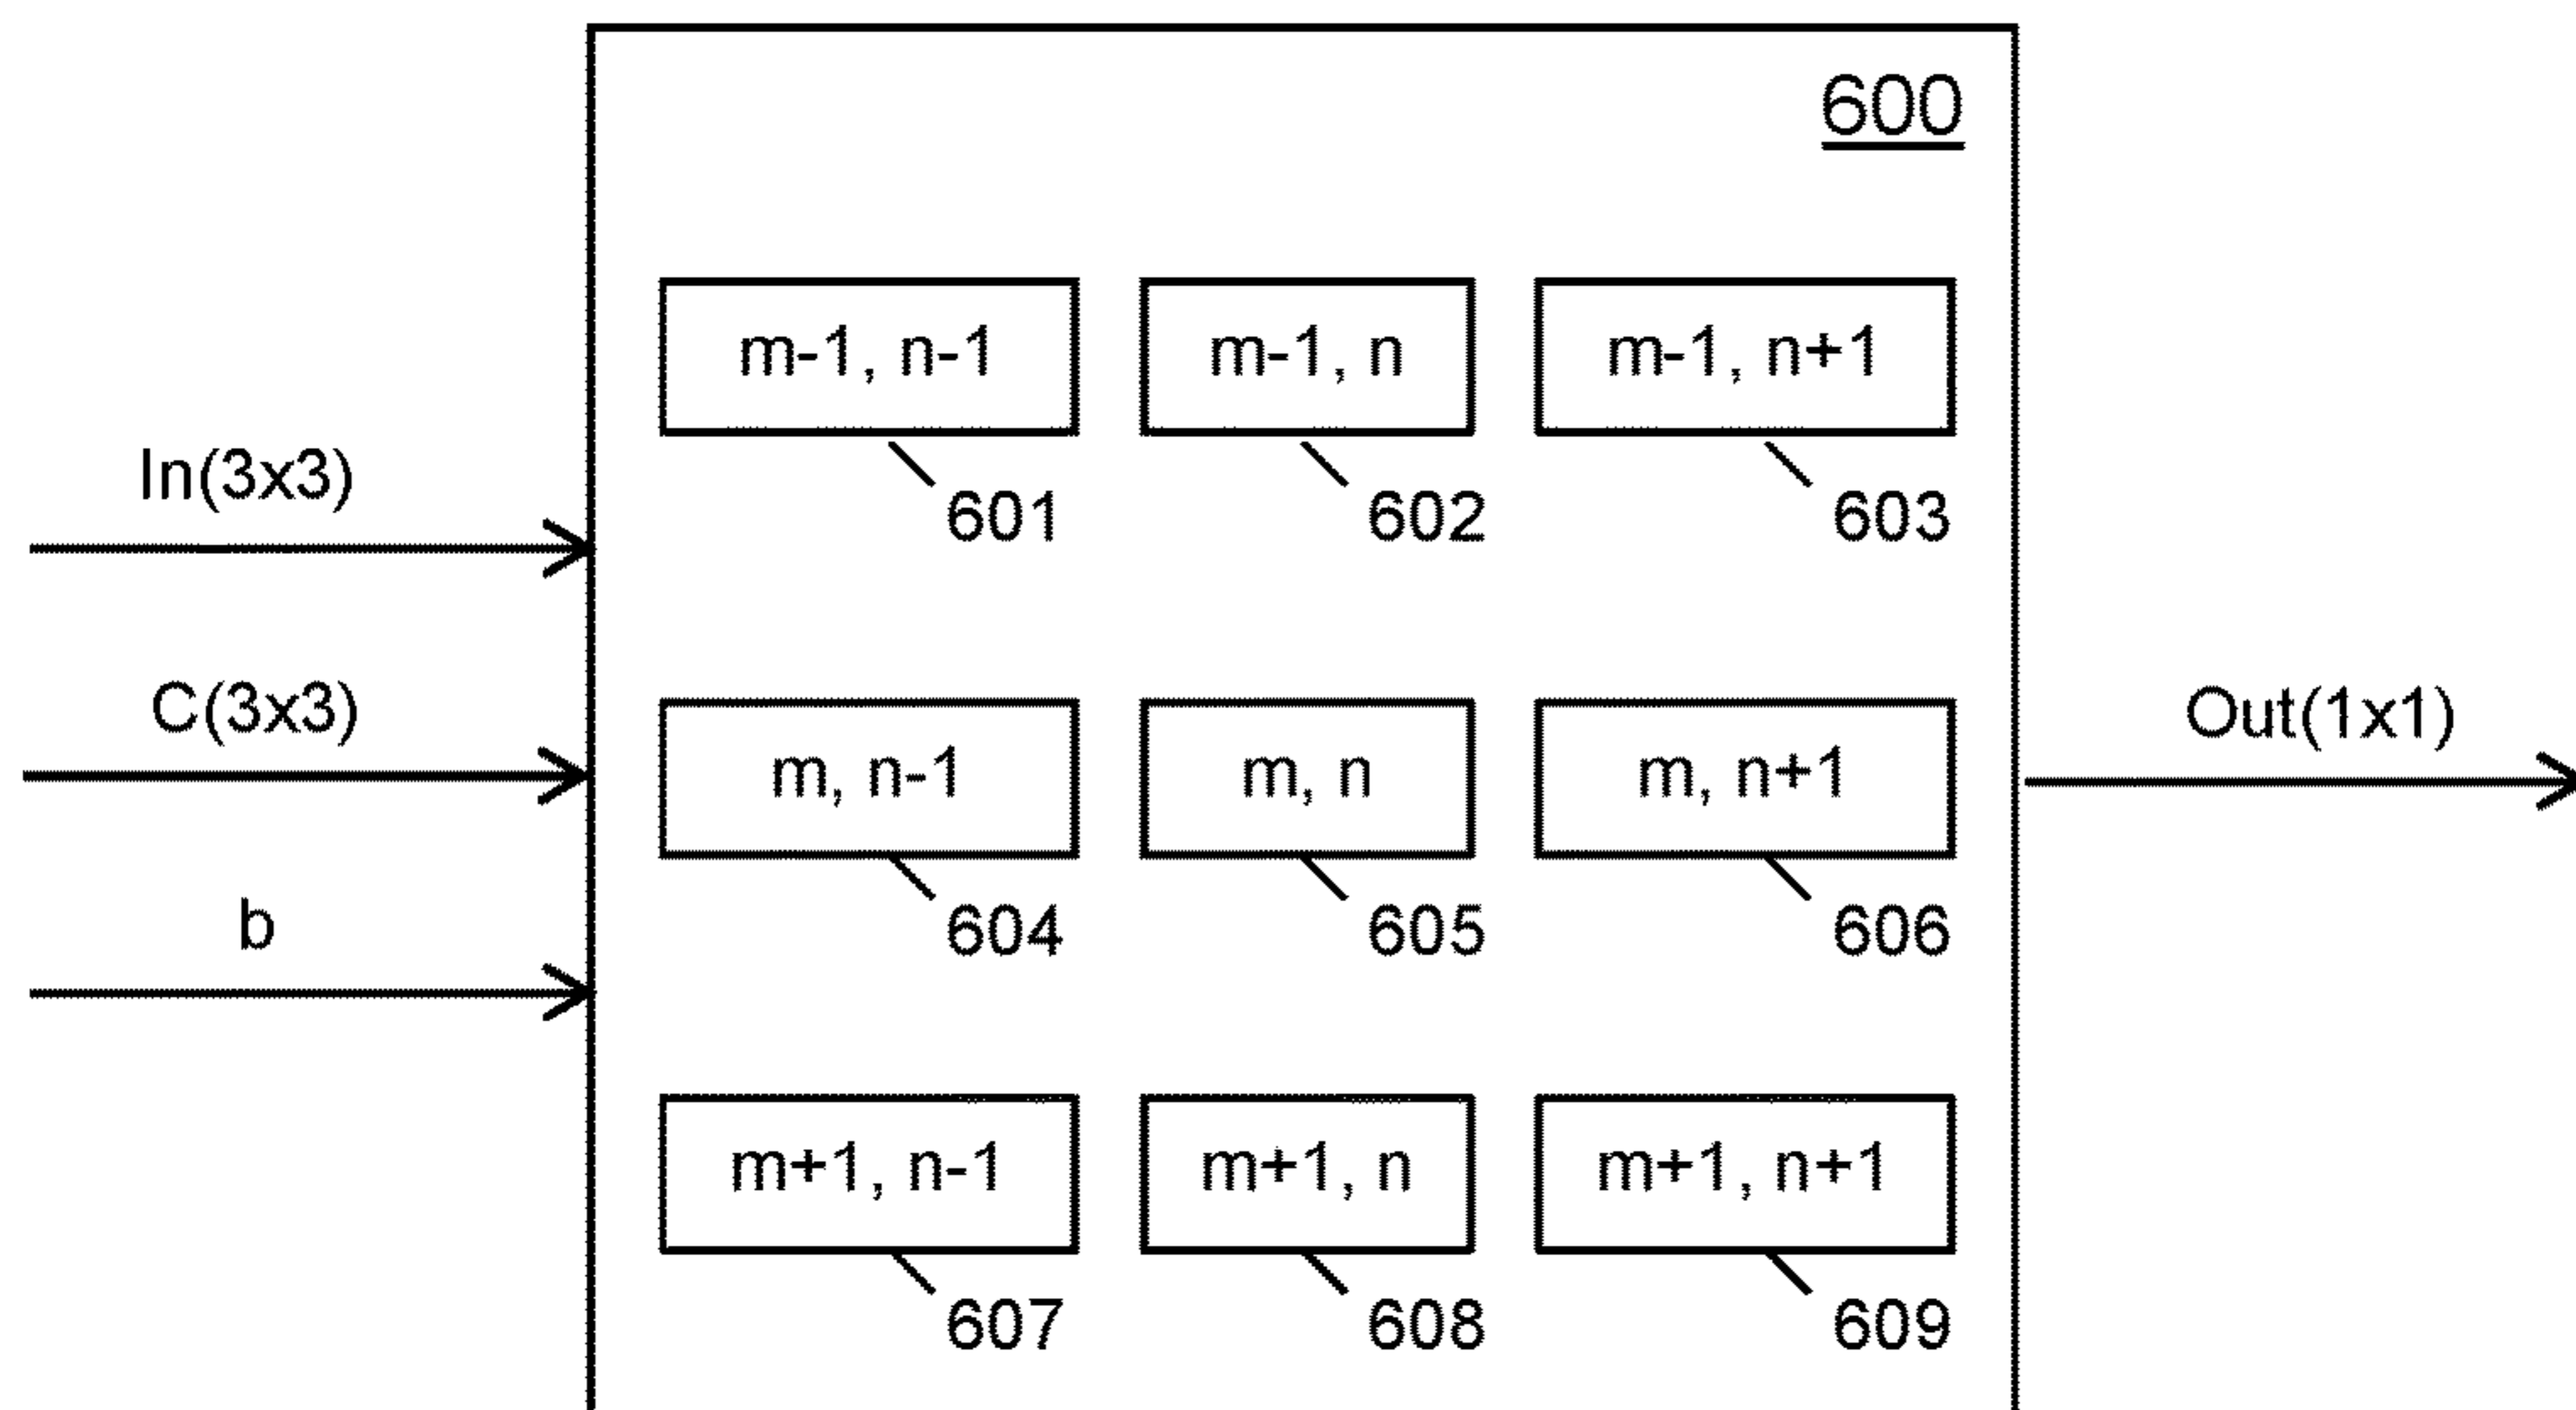 600
m-1, n-1
m-1, n
m-1, n+1
In(3x3)
601
602
603
C(3x3)
Out(1x1)
m, n-1
m, n
m, n+1
b
604
605
606
m+1, n-1
m+1, n
m+1, n+1
607
608
609